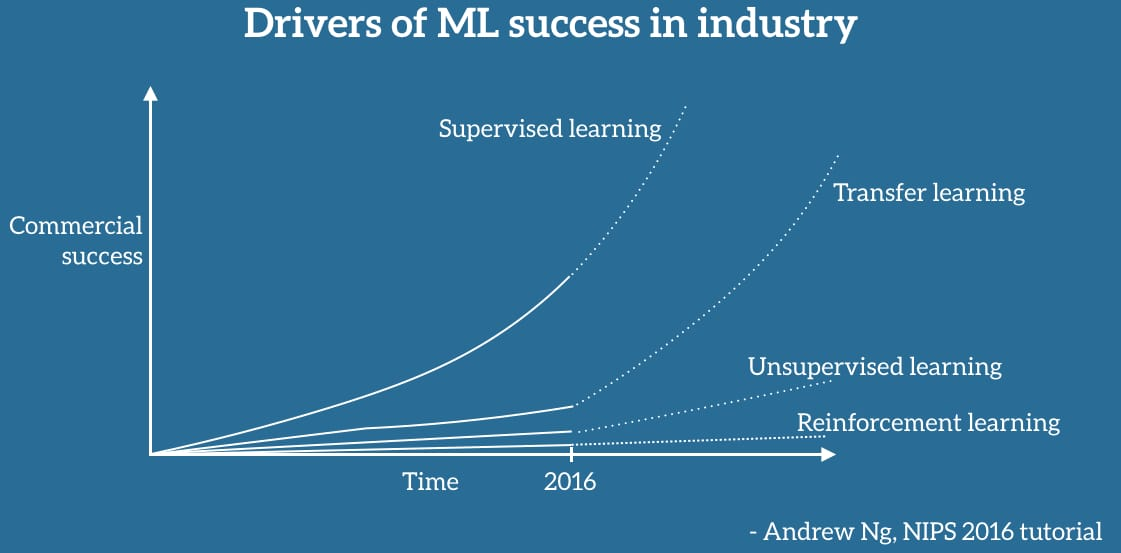 Drivers of ML success in industry
Supervised learning
Transfer learning
Commercial
success
Unsupervised learning
Reinforcement learning
Time
2016
- Andrew Ng, NIPS 2016 tutorial